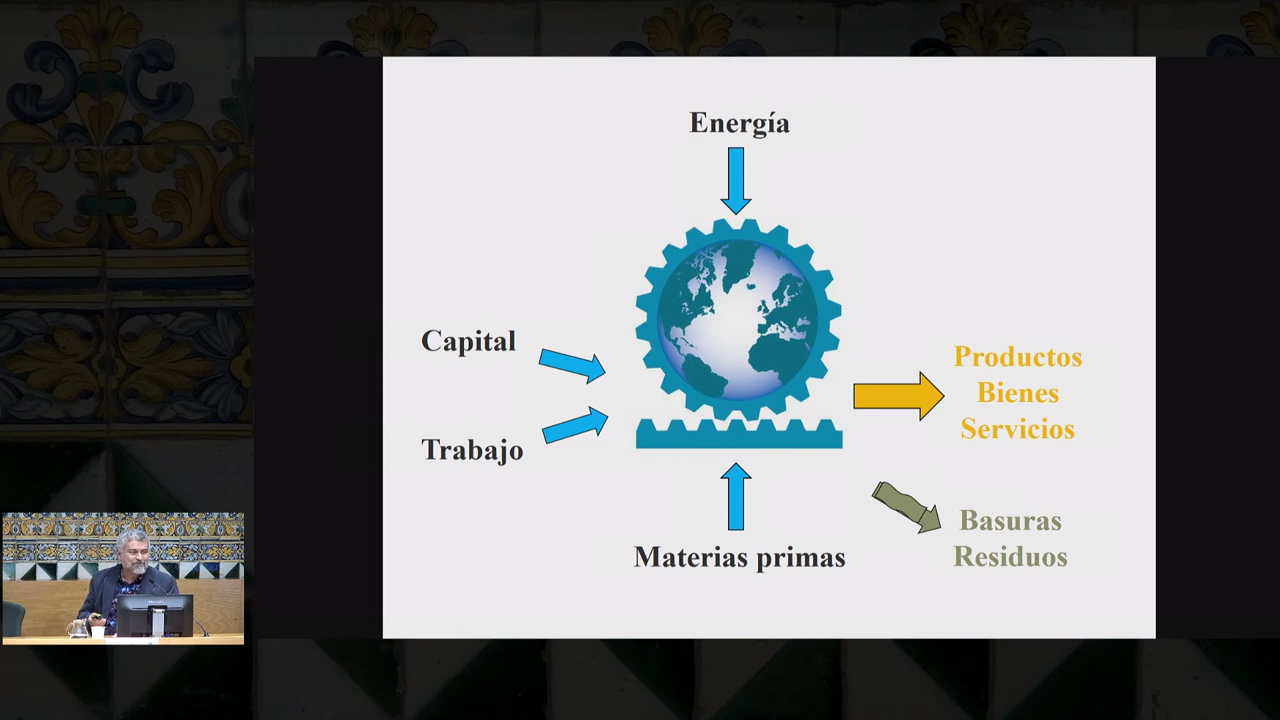 Energía
Capital
Trabajo
Materias primas
Productos
Bienes
Servicios
Basuras
Residuos